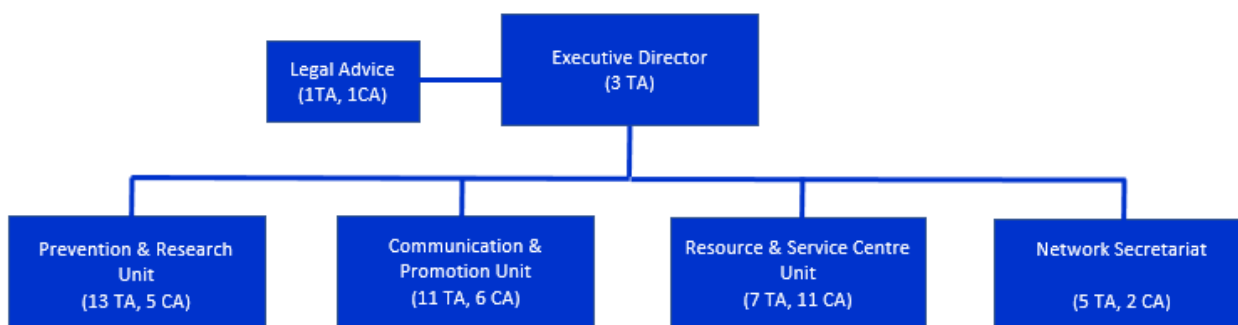 Executive Director
(3 TA)
Legal Advice
(1TA, 1CA)
Prevention & Research
Unit
(13 TA, 5 CA)
Communication &
Promotion Unit
(11 TA, 6 CA)
Resource & Service Centre
Unit
(7 TA, 11 CA)
Network Secretariat
(5 TA, 2 CA)